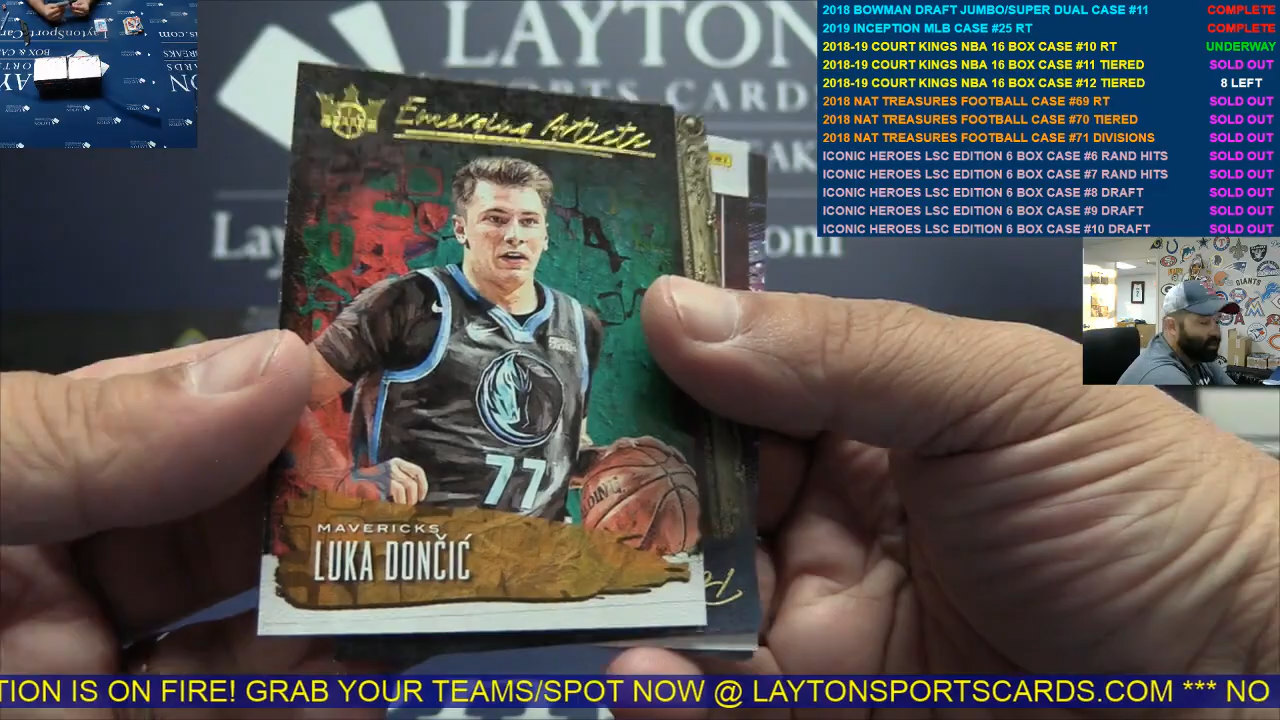 2018 BOWMAN DRAFT JUMBO/SUPER DUAL CASE #11 COMPLETE
2019 INCEPTION MLB CASE #25 RT COMPLETE
2018-19 COURT KINGS NBA 16 BOX CASE #10 RT UNDERWAY
2018-19 COURT KINGS NBA 16 BOX CASE #11 TIERED SOLD OUT
2018-19 COURT KINGS NBA 16 BOX CASE #12 TIERED 8 LEFT
2018 NAT TREASURES FOOTBALL CASE #69 RT SOLD OUT
2018 NAT TREASURES FOOTBALL CASE #70 TIERED SOLD OUT
2018 NAT TREASURES FOOTBALL CASE #71 DIVISIONS SOLD OUT
ICONIC HEROES LSC EDITION 6 BOX CASE #6 RAND HITS SOLD OUT
ICONIC HEROES LSC EDITION 6 BOX CASE #7 RAND HITS SOLD OUT
ICONIC HEROES LSC EDITION 6 BOX CASE #8 DRAFT SOLD OUT
ICONIC HEROES LSC EDITION 6 BOX CASE #9 DRAFT SOLD OUT
ICONIC HEROES LSC EDITION 6 BOX CASE #10 DRAFT SOLD OUT
LAYTON
SPORTS CARDS
Lay
om
Emerging Artists
77
MAVERICKS
LUKA DONČIĆ
GIANTS
TION IS ON FIRE! GRAB YOUR TEAMS/SPOT NOW @ LAYTONSPORTSCARDS.COM *** NO